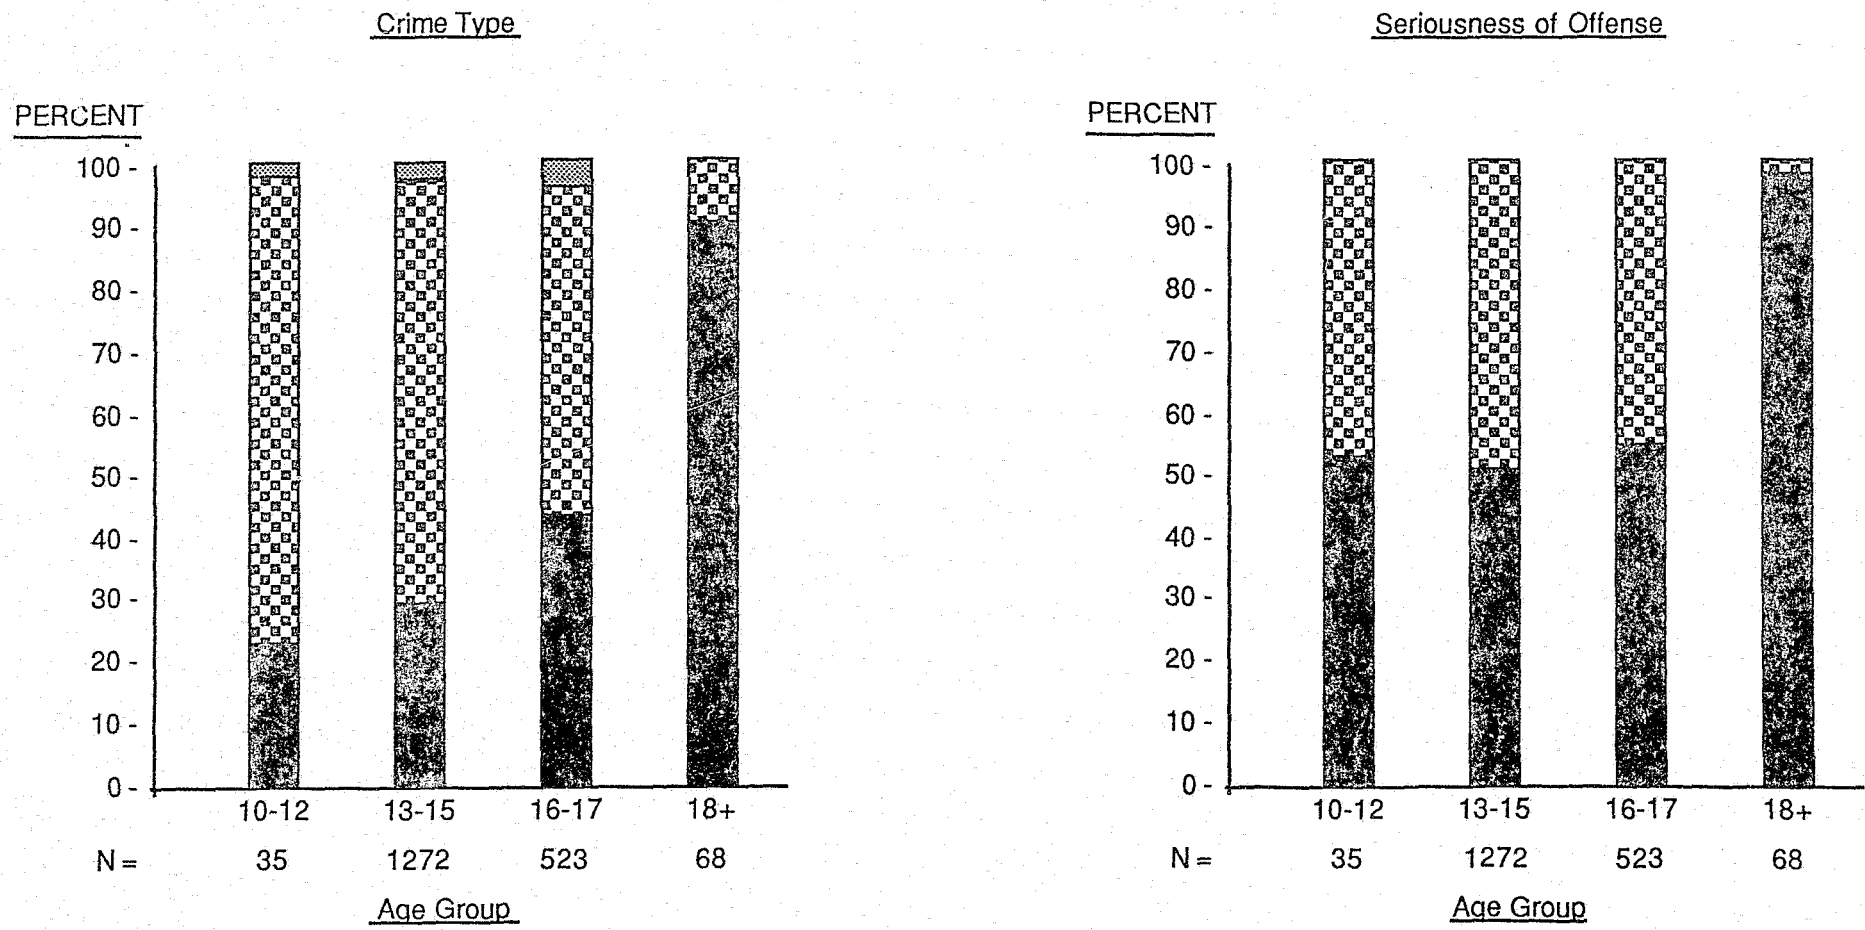 Crime Type
PERCENT
100 -
90 -
80 -
70 -
60 -
50 -
40 -
30 -
20 -
10 -
0 -
10-12 13-15 16-17 18+
N = 35 1272 523 68
Age Group
Seriousness of Offense
PERCENT
100 -
90 -
80 -
70 -
60 -
50 -
40 -
30 -
20 -
10 -
0 -
10-12 13-15 16-17 18+
N = 35 1272 523 68
Age Group